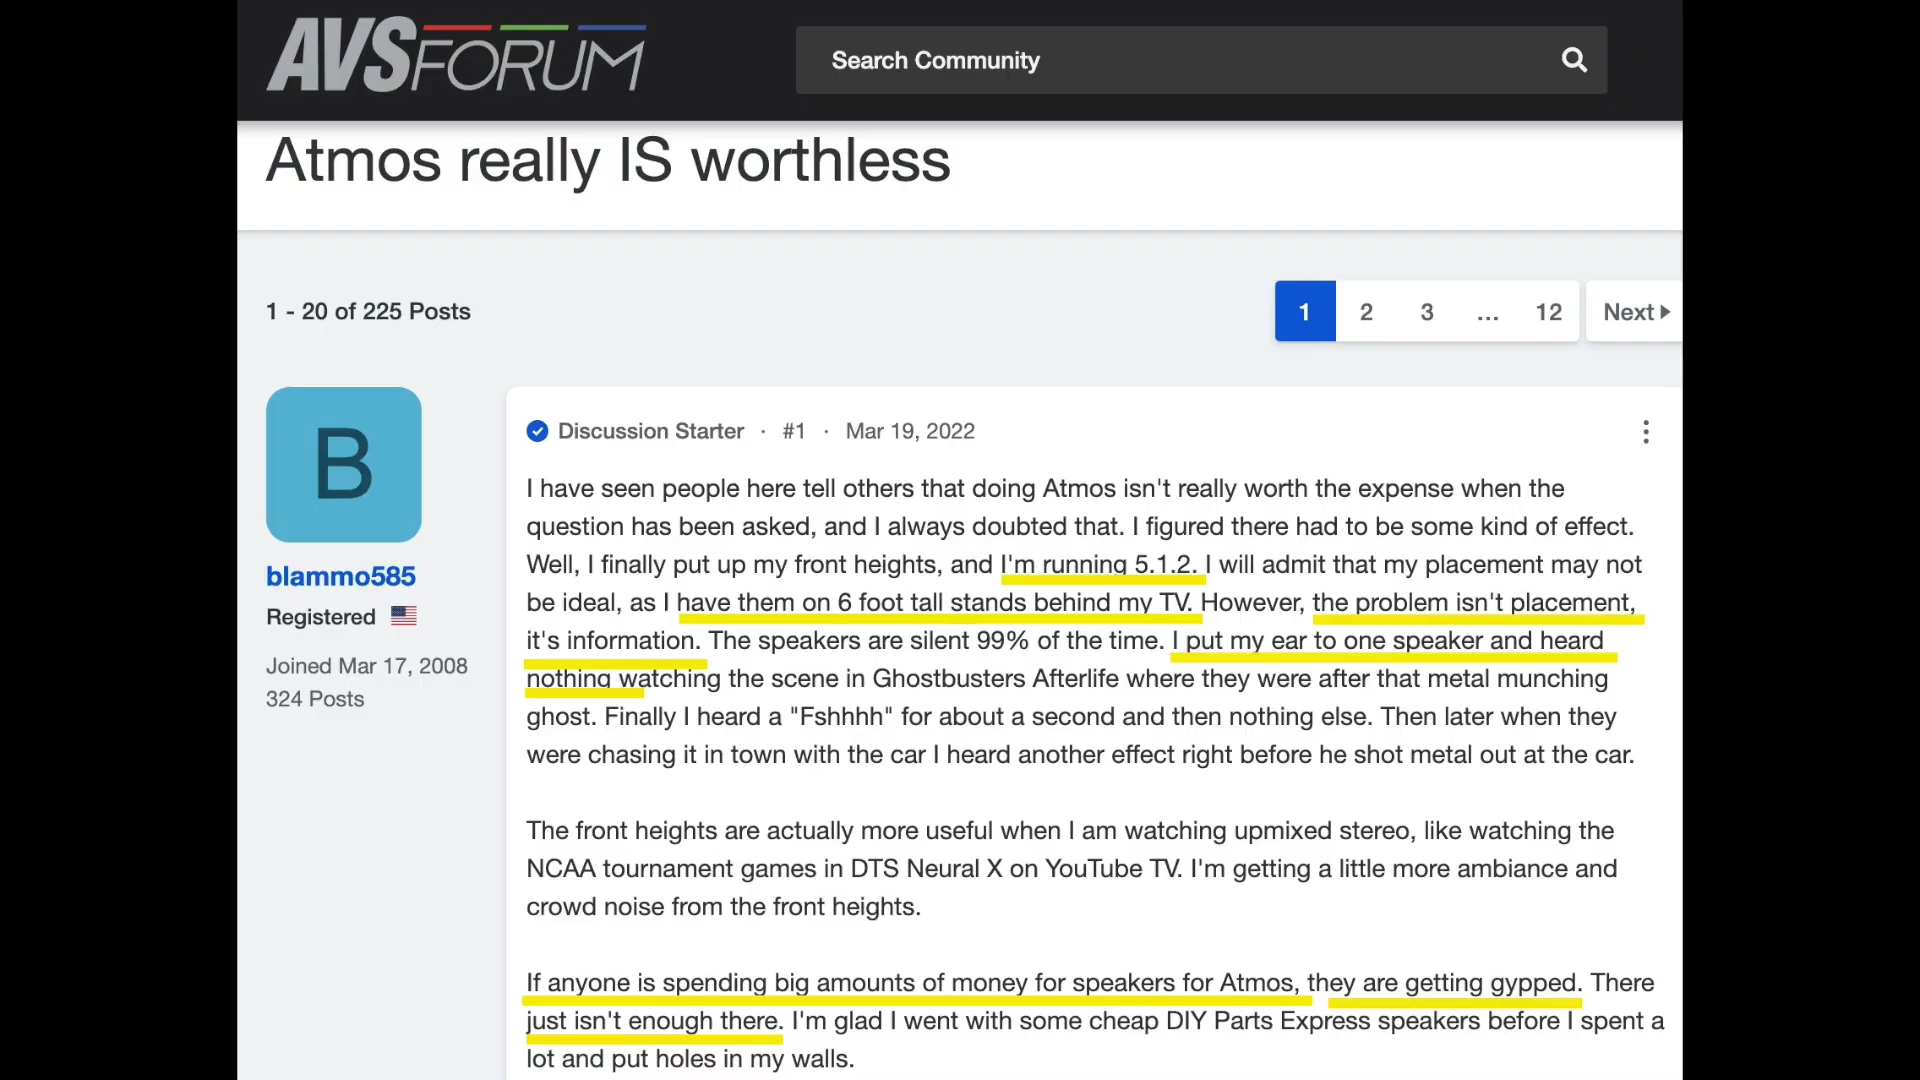 AVSFORUM
Search Community
Atmos really IS worthless
1 - 20 of 225 Posts
1 2 3 ... 12 Next
B
blammo585
Registered
Joined Mar 17, 2008
324 Posts
Discussion Starter · #1 · Mar 19, 2022
I have seen people here tell others that doing Atmos isn't really worth the expense when the
question has been asked, and I always doubted that. I figured there had to be some kind of effect.
Well, I finally put up my front heights, and I'm running 5.1.2. I will admit that my placement may not
be ideal, as I have them on 6 foot tall stands behind my TV. However, the problem isn't placement,
it's information. The speakers are silent 99% of the time. I put my ear to one speaker and heard
nothing watching the scene in Ghostbusters Afterlife where they were after that metal munching
ghost. Finally I heard a "Fshhhh" for about a second and then nothing else. Then later when they
were chasing it in town with the car I heard another effect right before he shot metal out at the car.
The front heights are actually more useful when I am watching upmixed stereo, like watching the
NCAA tournament games in DTS Neural X on YouTube TV. I'm getting a little more ambiance and
crowd noise from the front heights.
If anyone is spending big amounts of money for speakers for Atmos, they are getting gypped. There
just isn't enough there. I'm glad I went with some cheap DIY Parts Express speakers before I spent a
lot and put holes in my walls.